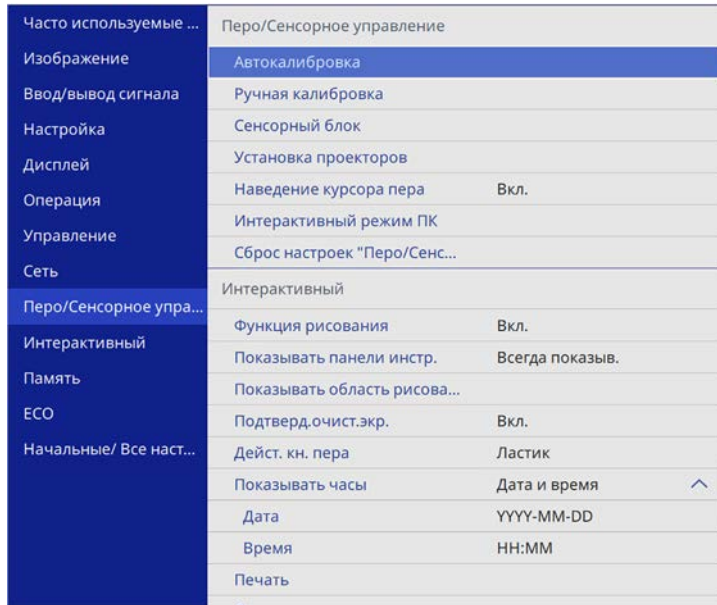 Часто используемые ...
Изображение
Ввод/вывод сигнала
Настройка
Дисплей
Операция
Управление
Сеть
Перо/Сенсорное упра...
Интерактивный
Память
ECO
Начальные/ Все наст...
Перо/Сенсорное управление
Автокалибровка
Ручная калибровка
Сенсорный блок
Установка проекторов
Наведение курсора пера Вкл.
Интерактивный режим ПК
Сброс настроек "Перо/Сенс...
Интерактивный
Функция рисования Вкл.
Показывать панели инстр. Всегда показыв.
Показывать область рисова...
Подтверд.очист.экр. Вкл.
Дейст. кн. пера Ластик
Показывать часы Дата и время
Дата YYYY-MM-DD
Время HH:MM
Печать